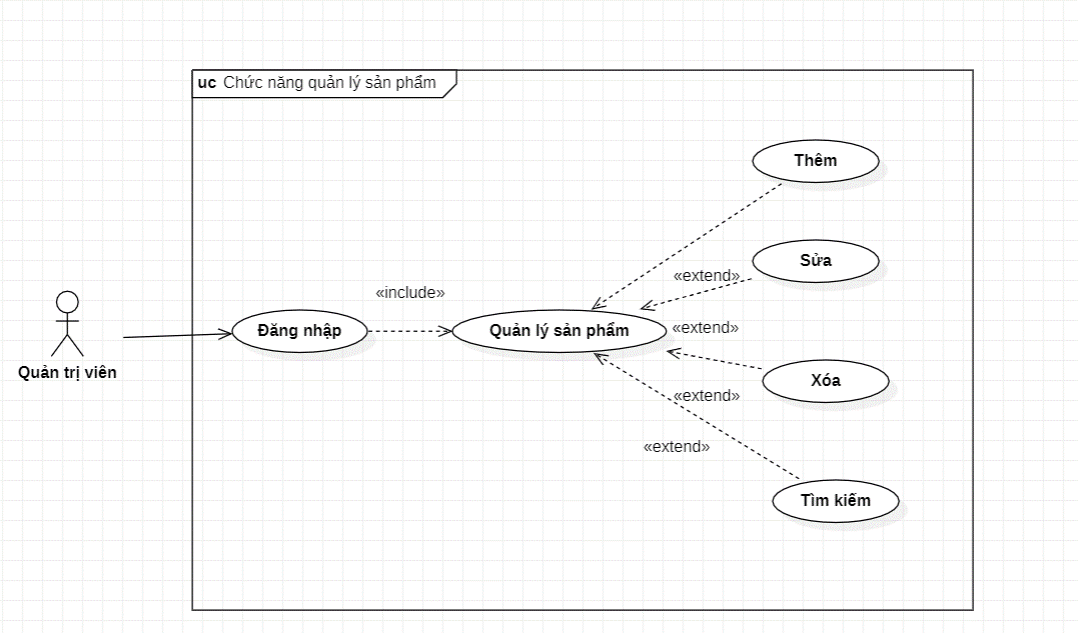 uc Chức năng quản lý sản phẩm
Thêm
Sửa
«extend»
«include»
Đăng nhập
Quản lý sản phẩm
«extend»
Quản trị viên
Xóa
«extend»
«extend»
Tìm kiếm